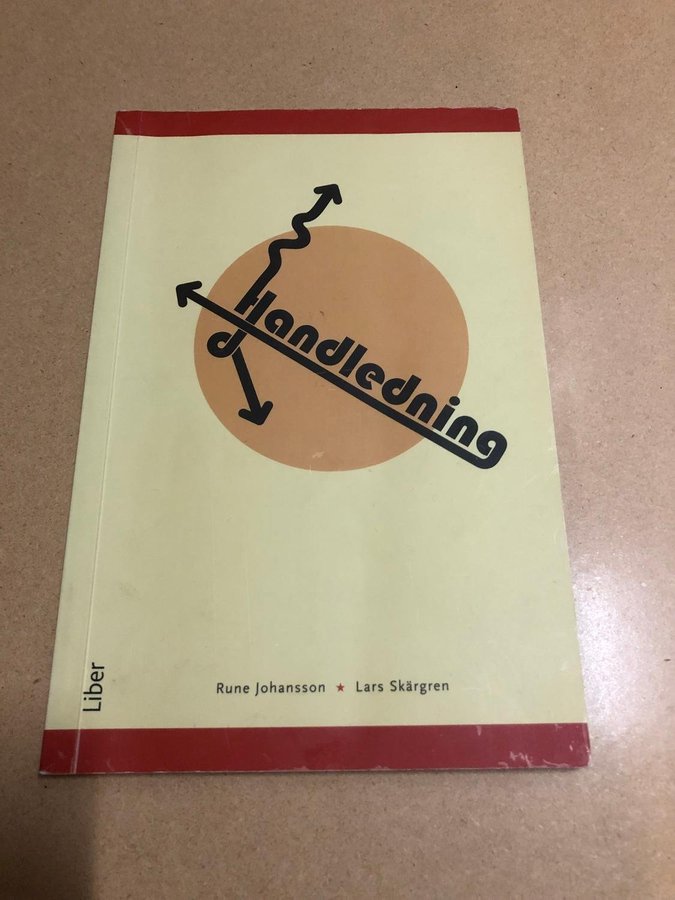 Handledning
Rune Johansson ★ Lars Skärgren
Liber